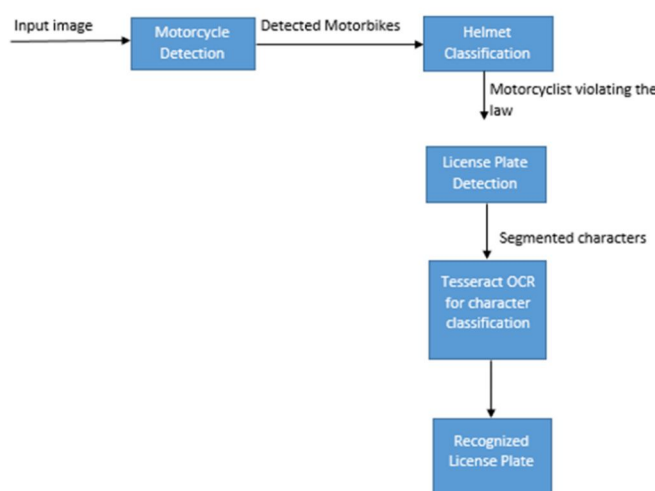 Input image
Motorcycle
Detection
Detected Motorbikes
Helmet
Classification
Motorcyclist violating the
law
License Plate
Detection
Segmented characters
Tesseract OCR
for character
classification
Recognized
License Plate